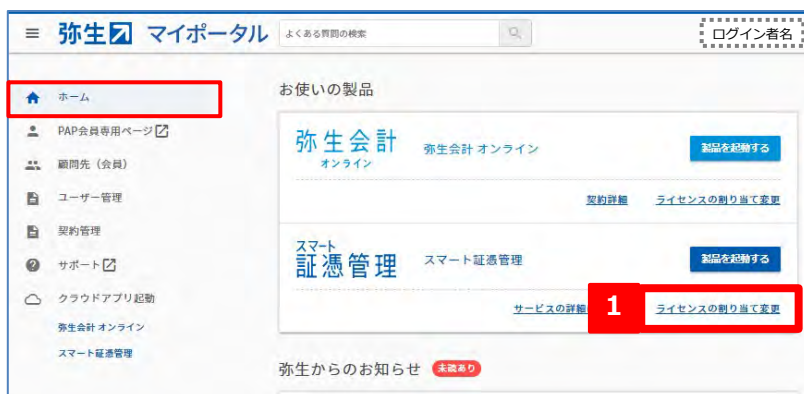 弥生 マイポータル よくある質問の検索 ログイン者名
ホーム
PAP会員専用ページ
顧問先（会員）
ユーザー管理
契約管理
サポート
クラウドアプリ起動
弥生会計 オンライン
スマート証憑管理
お使いの製品
弥生会計
オンライン
弥生会計 オンライン
製品を起動する
契約詳細 ライセンスの割り当て変更
スマート
証憑管理
スマート証憑管理
製品を起動する
サービスの詳細 1 ライセンスの割り当て変更
弥生からのお知らせ 未読あり